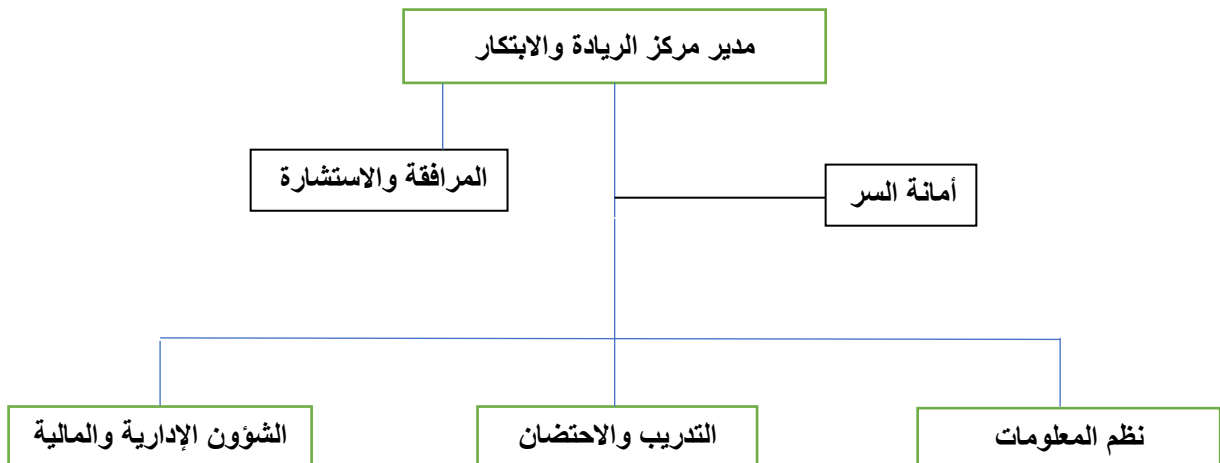 مدير مركز الريادة والابتكار
المرافقة والاستشارة
أمانة السر
نظم المعلومات
التدريب والاحتضان
الشؤون الإدارية والمالية